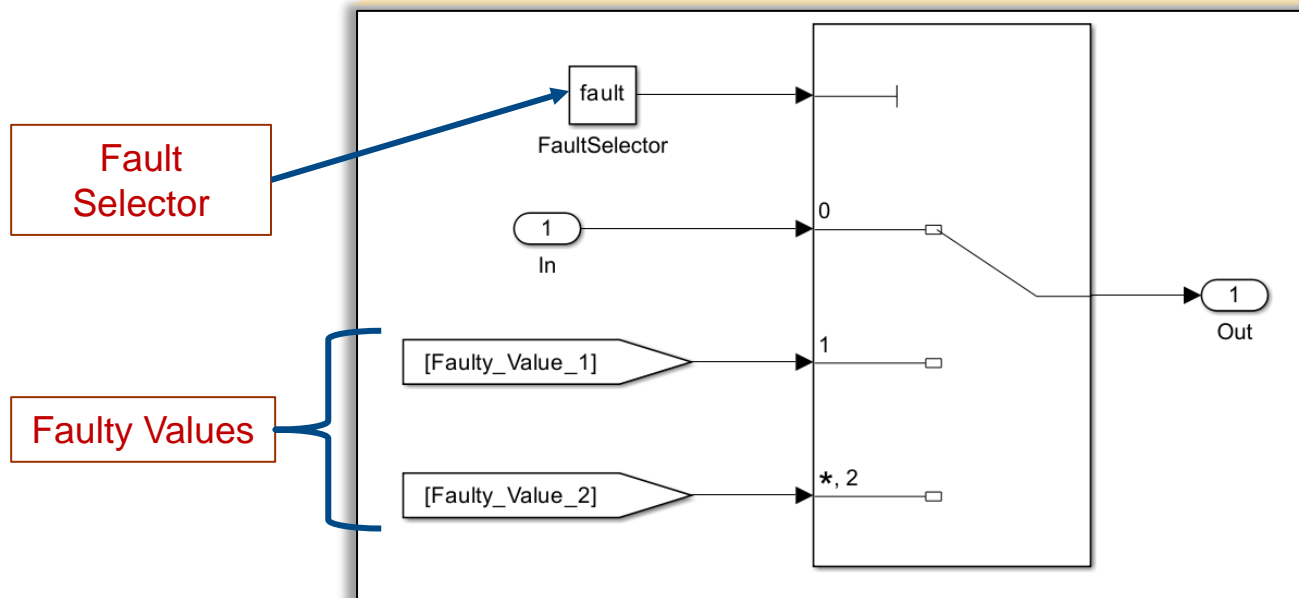 fault
FaultSelector
Fault
Selector
0
1
In
1
Out
[Faulty_Value_1]
1
Faulty Values
[Faulty_Value_2]
*, 2